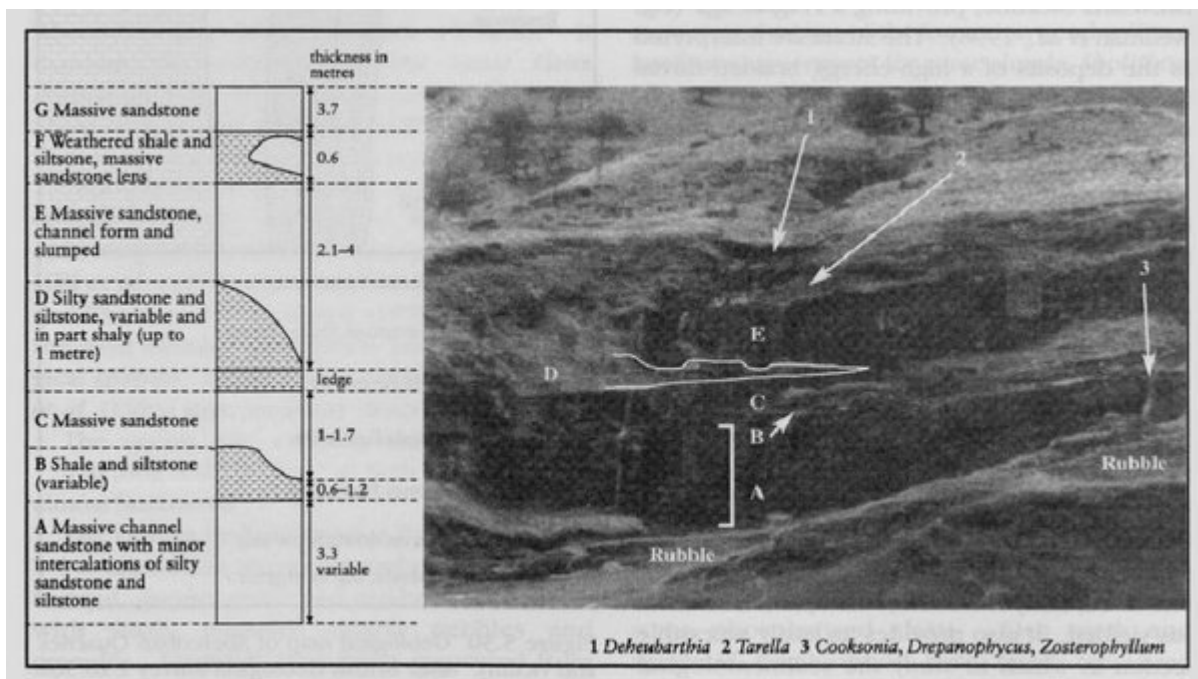 thickness in
metres
G Massive sandstone
3.7
F Weathered shale and
siltsone, massive
sandstone lens
0.6
E Massive sandstone,
channel form and
slumped
2.1–4
D Silty sandstone and
siltstone, variable and
in part shaly (up to
1 metre)
ledge
C Massive sandstone
1–1.7
B Shale and siltstone
(variable)
0.6–1.2
A Massive channel
sandstone with minor
intercalations of silty
sandstone and
siltstone
3.3
variable
1
2
3
E
D
C
B
A
Rubble
Rubble
1 Deheubarthia 2 Tarella 3 Cooksonia, Drepanophycus, Zosterophyllum